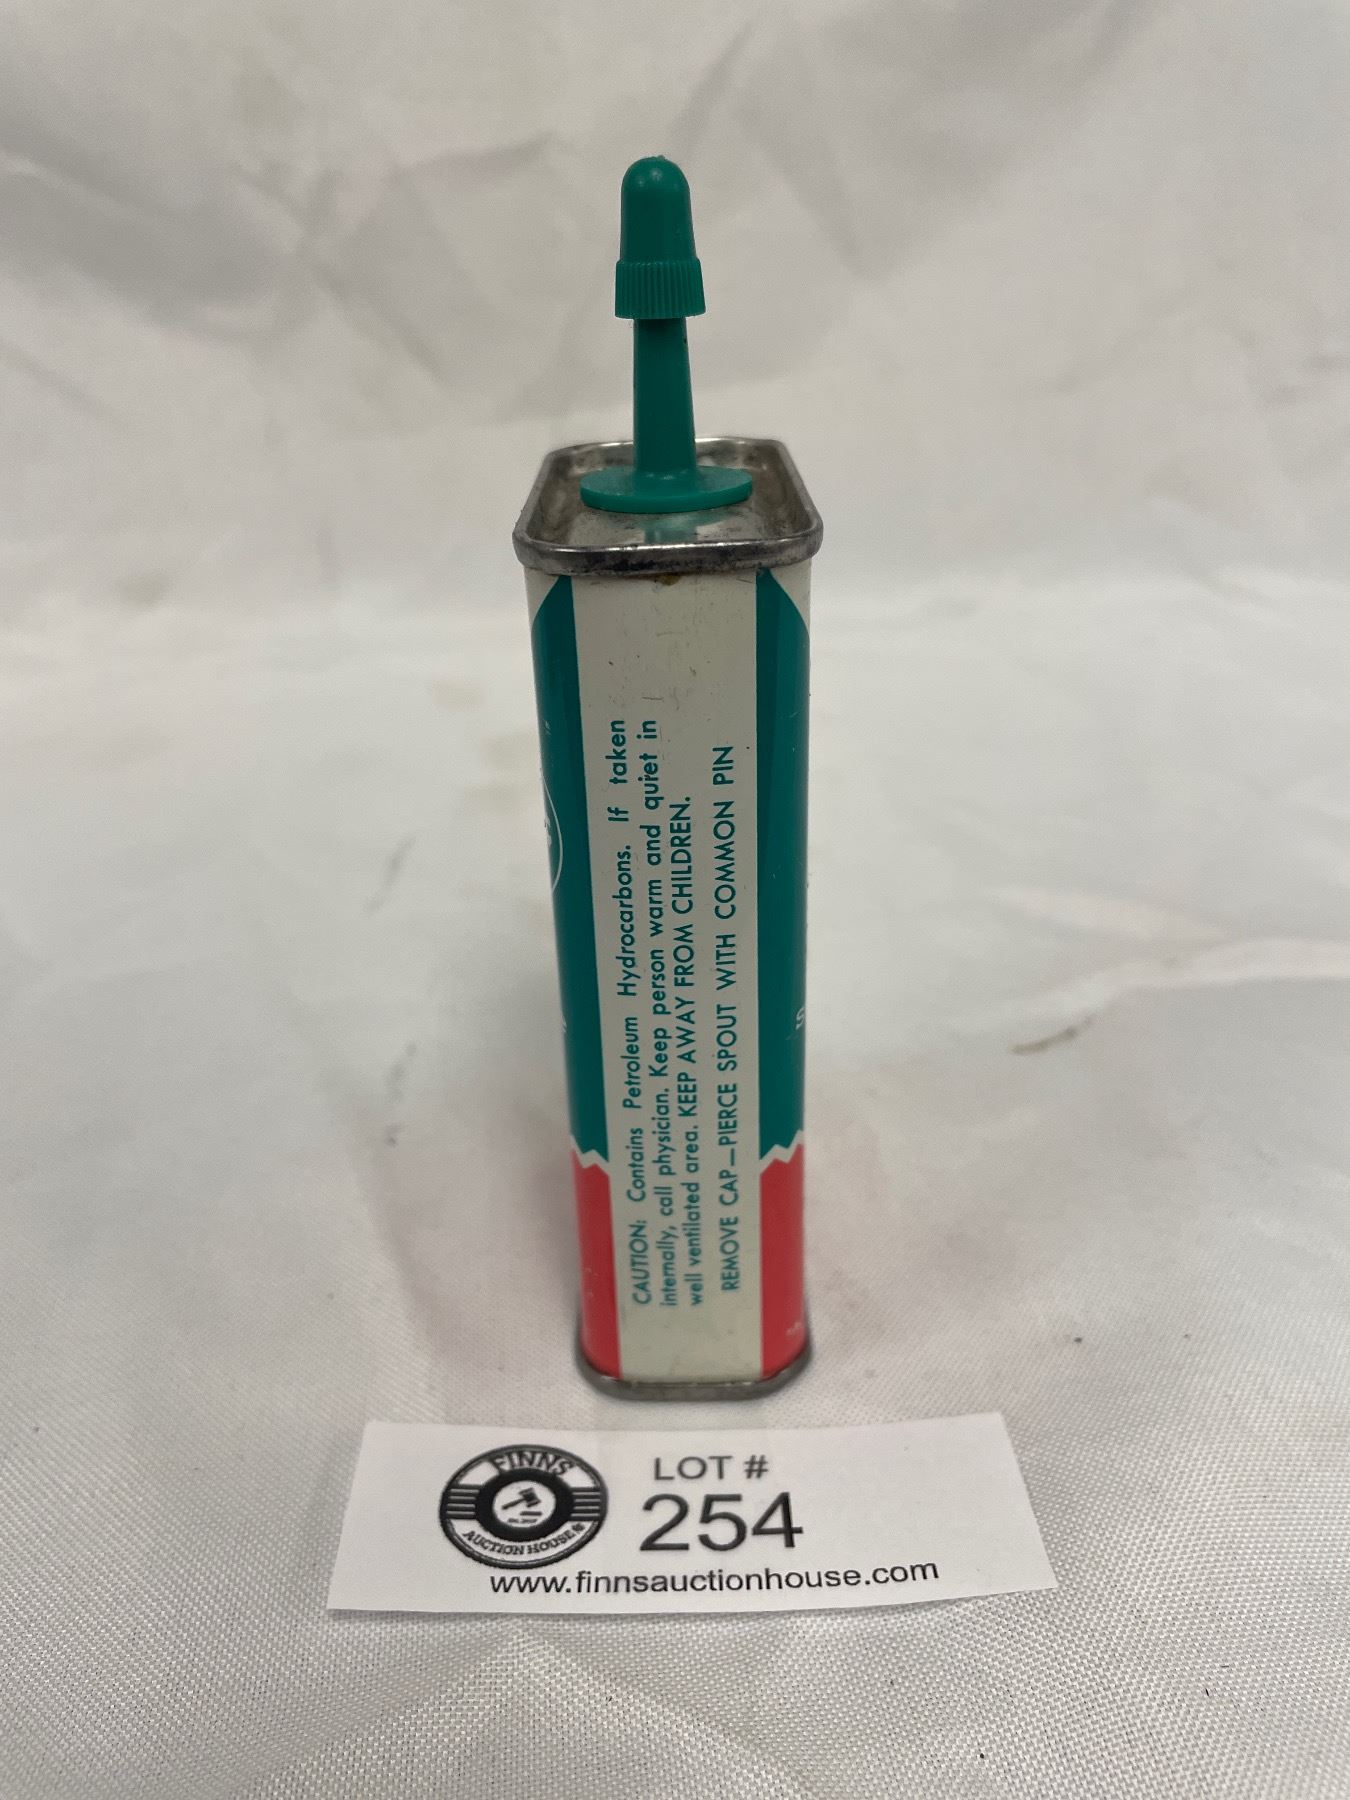 CAUTION: Contains Petroleum Hydrocarbons. If taken
internally, call physician. Keep person warm and quiet in
well ventilated area. KEEP AWAY FROM CHILDREN.
REMOVE CAP—PIERCE SPOUT WITH COMMON PIN
FINNS
AUCTION HOUSE
LOT #
254
www.finnsauctionhouse.com